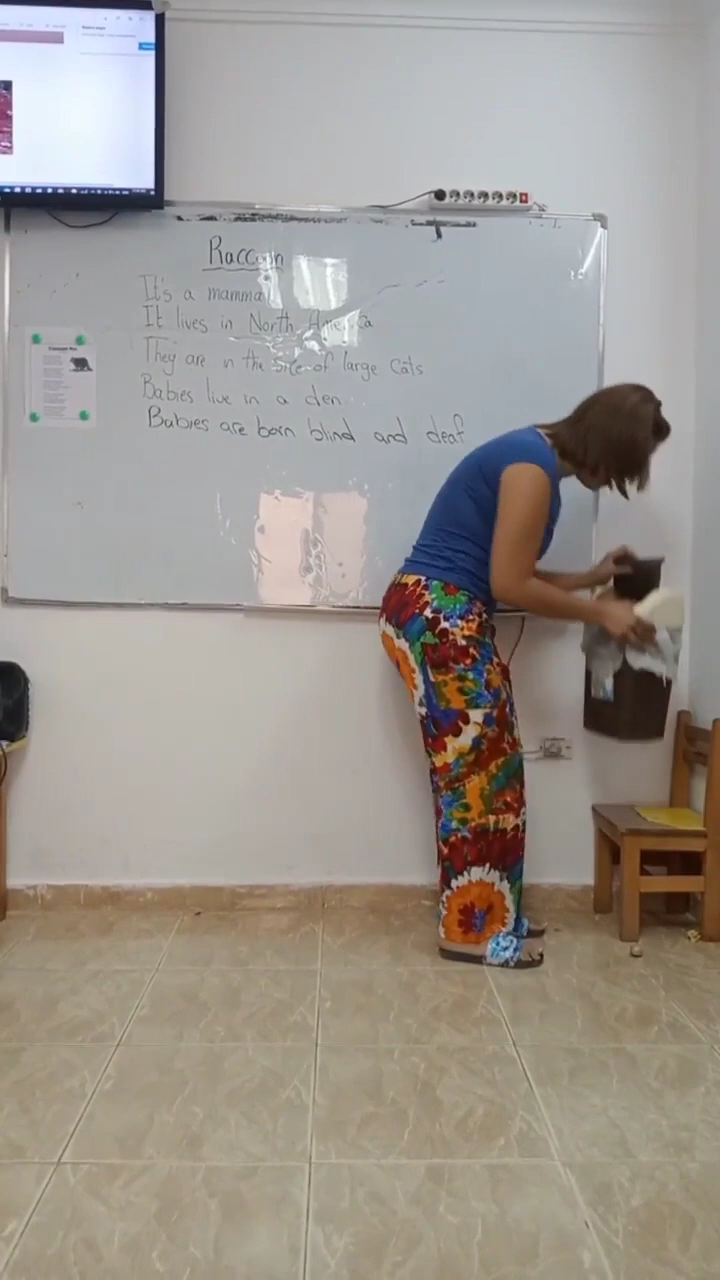 Raccoon
It's a mammal
It lives in North America
They are in the size of large cats
Babies live in a den
Babies are born blind and deaf